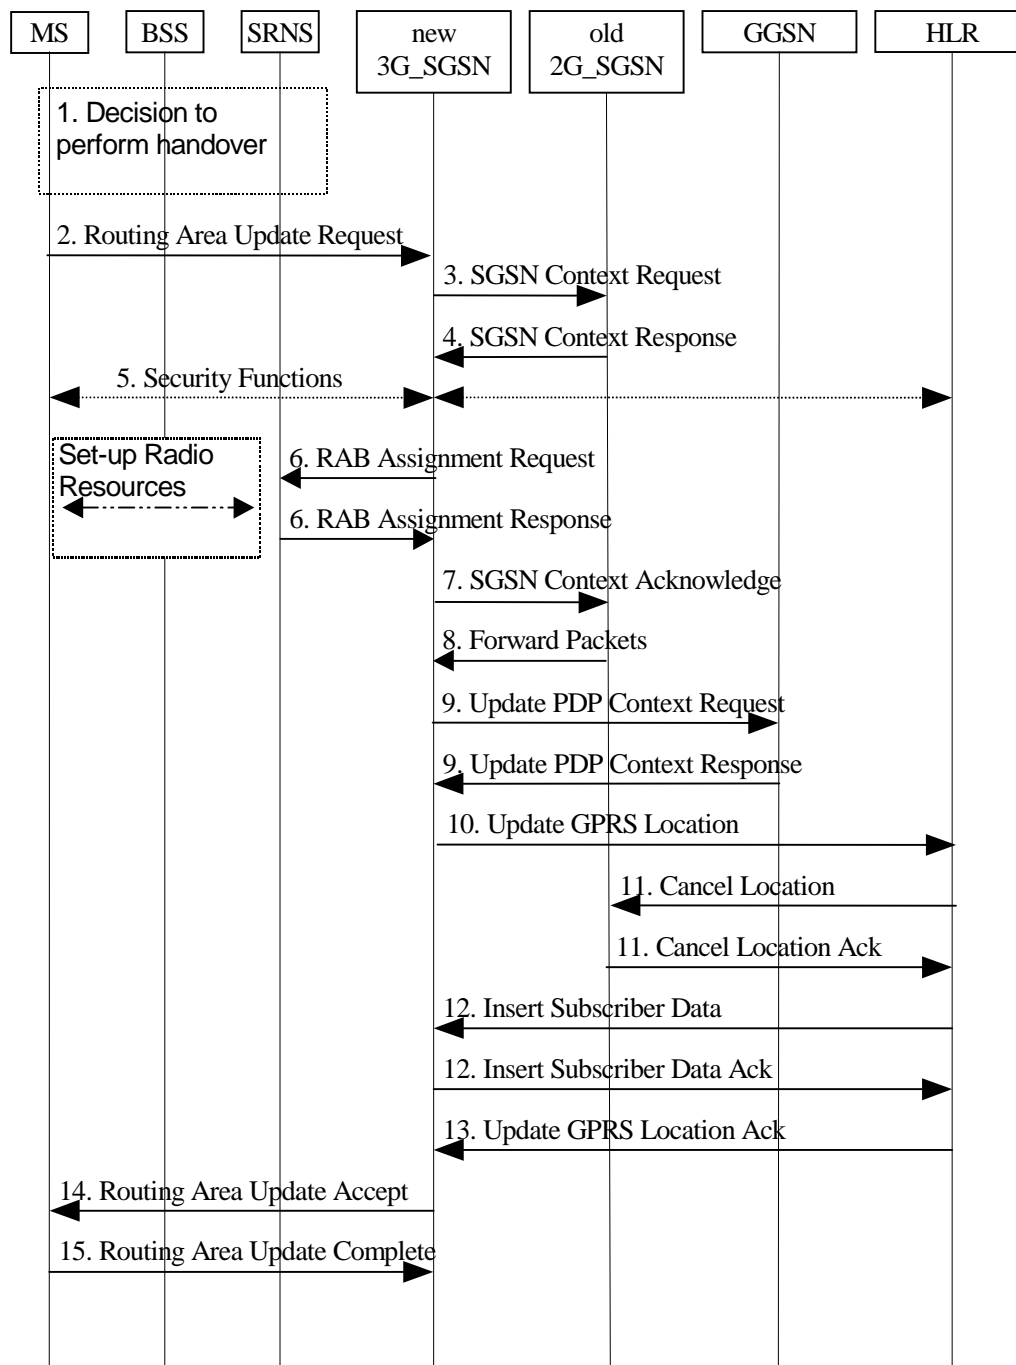 MS
BSS
SRNS
new
3G_SGSN
old
2G_SGSN
GGSN
HLR
1. Decision to
perform handover
2. Routing Area Update Request
3. SGSN Context Request
4. SGSN Context Response
5. Security Functions
Set-up Radio
Resources
6. RAB Assignment Request
6. RAB Assignment Response
7. SGSN Context Acknowledge
8. Forward Packets
9. Update PDP Context Request
9. Update PDP Context Response
10. Update GPRS Location
11. Cancel Location
11. Cancel Location Ack
12. Insert Subscriber Data
12. Insert Subscriber Data Ack
13. Update GPRS Location Ack
14. Routing Area Update Accept
15. Routing Area Update Complete